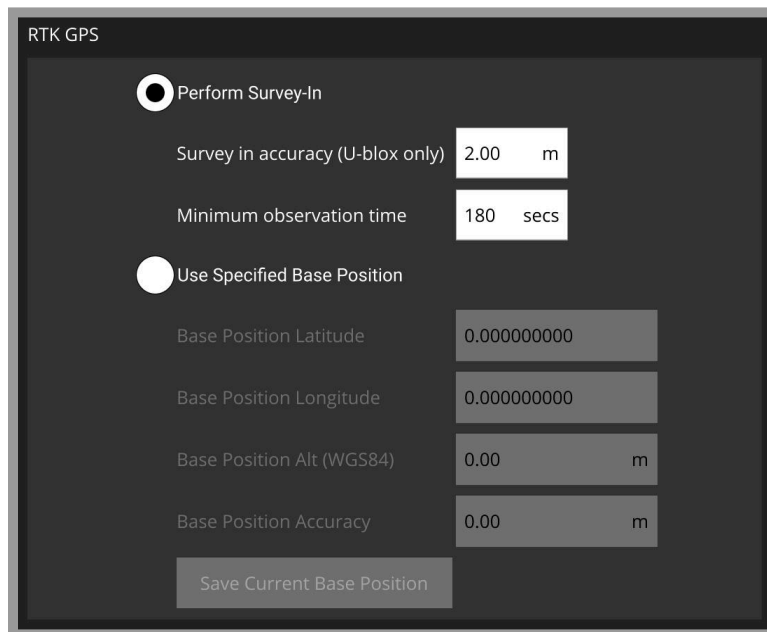 RTK GPS
Perform Survey-In
Survey in accuracy (U-blox only) 2.00 m
Minimum observation time 180 secs
Use Specified Base Position
Base Position Latitude 0.000000000
Base Position Longitude 0.000000000
Base Position Alt (WGS84) 0.00 m
Base Position Accuracy 0.00 m
Save Current Base Position